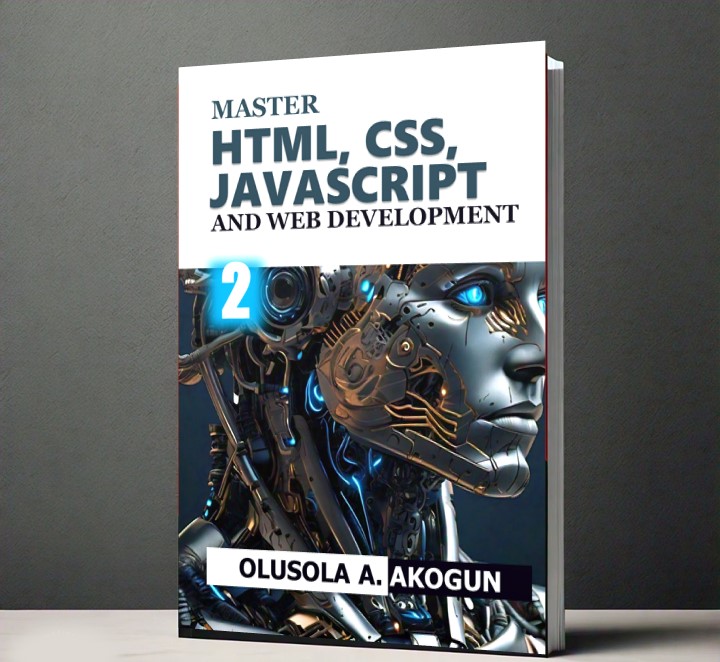 MASTER
HTML, CSS,
JAVASCRIPT
AND WEB DEVELOPMENT
2
OLUSOLA A. AKOGUN